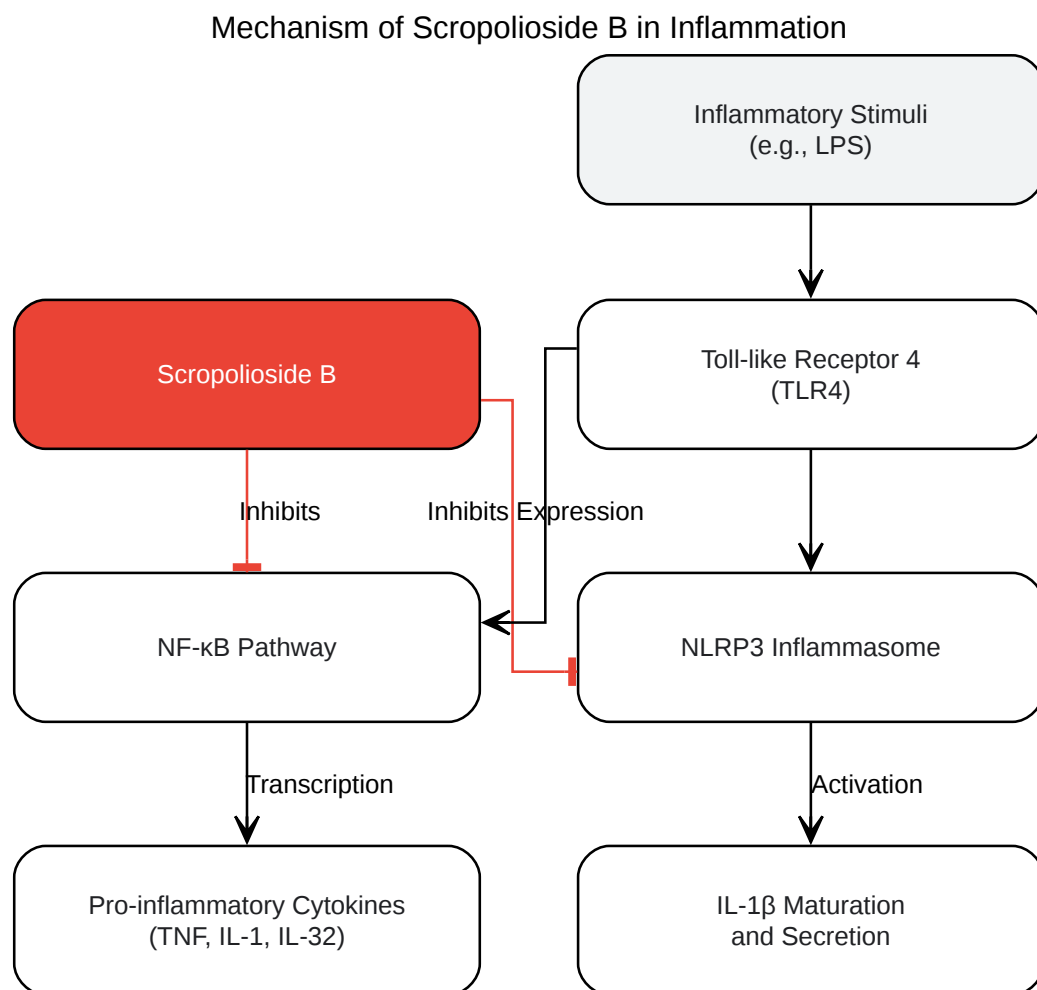 Mechanism of Scropolioside B in Inflammation
Inflammatory Stimuli
(e.g., LPS)
Scropolioside B
Toll-like Receptor 4
(TLR4)
Inhibits
Inhibits Expression
NF-κB Pathway
NLRP3 Inflammasome
Transcription
Activation
Pro-inflammatory Cytokines
(TNF, IL-1, IL-32)
IL-1β Maturation
and Secretion